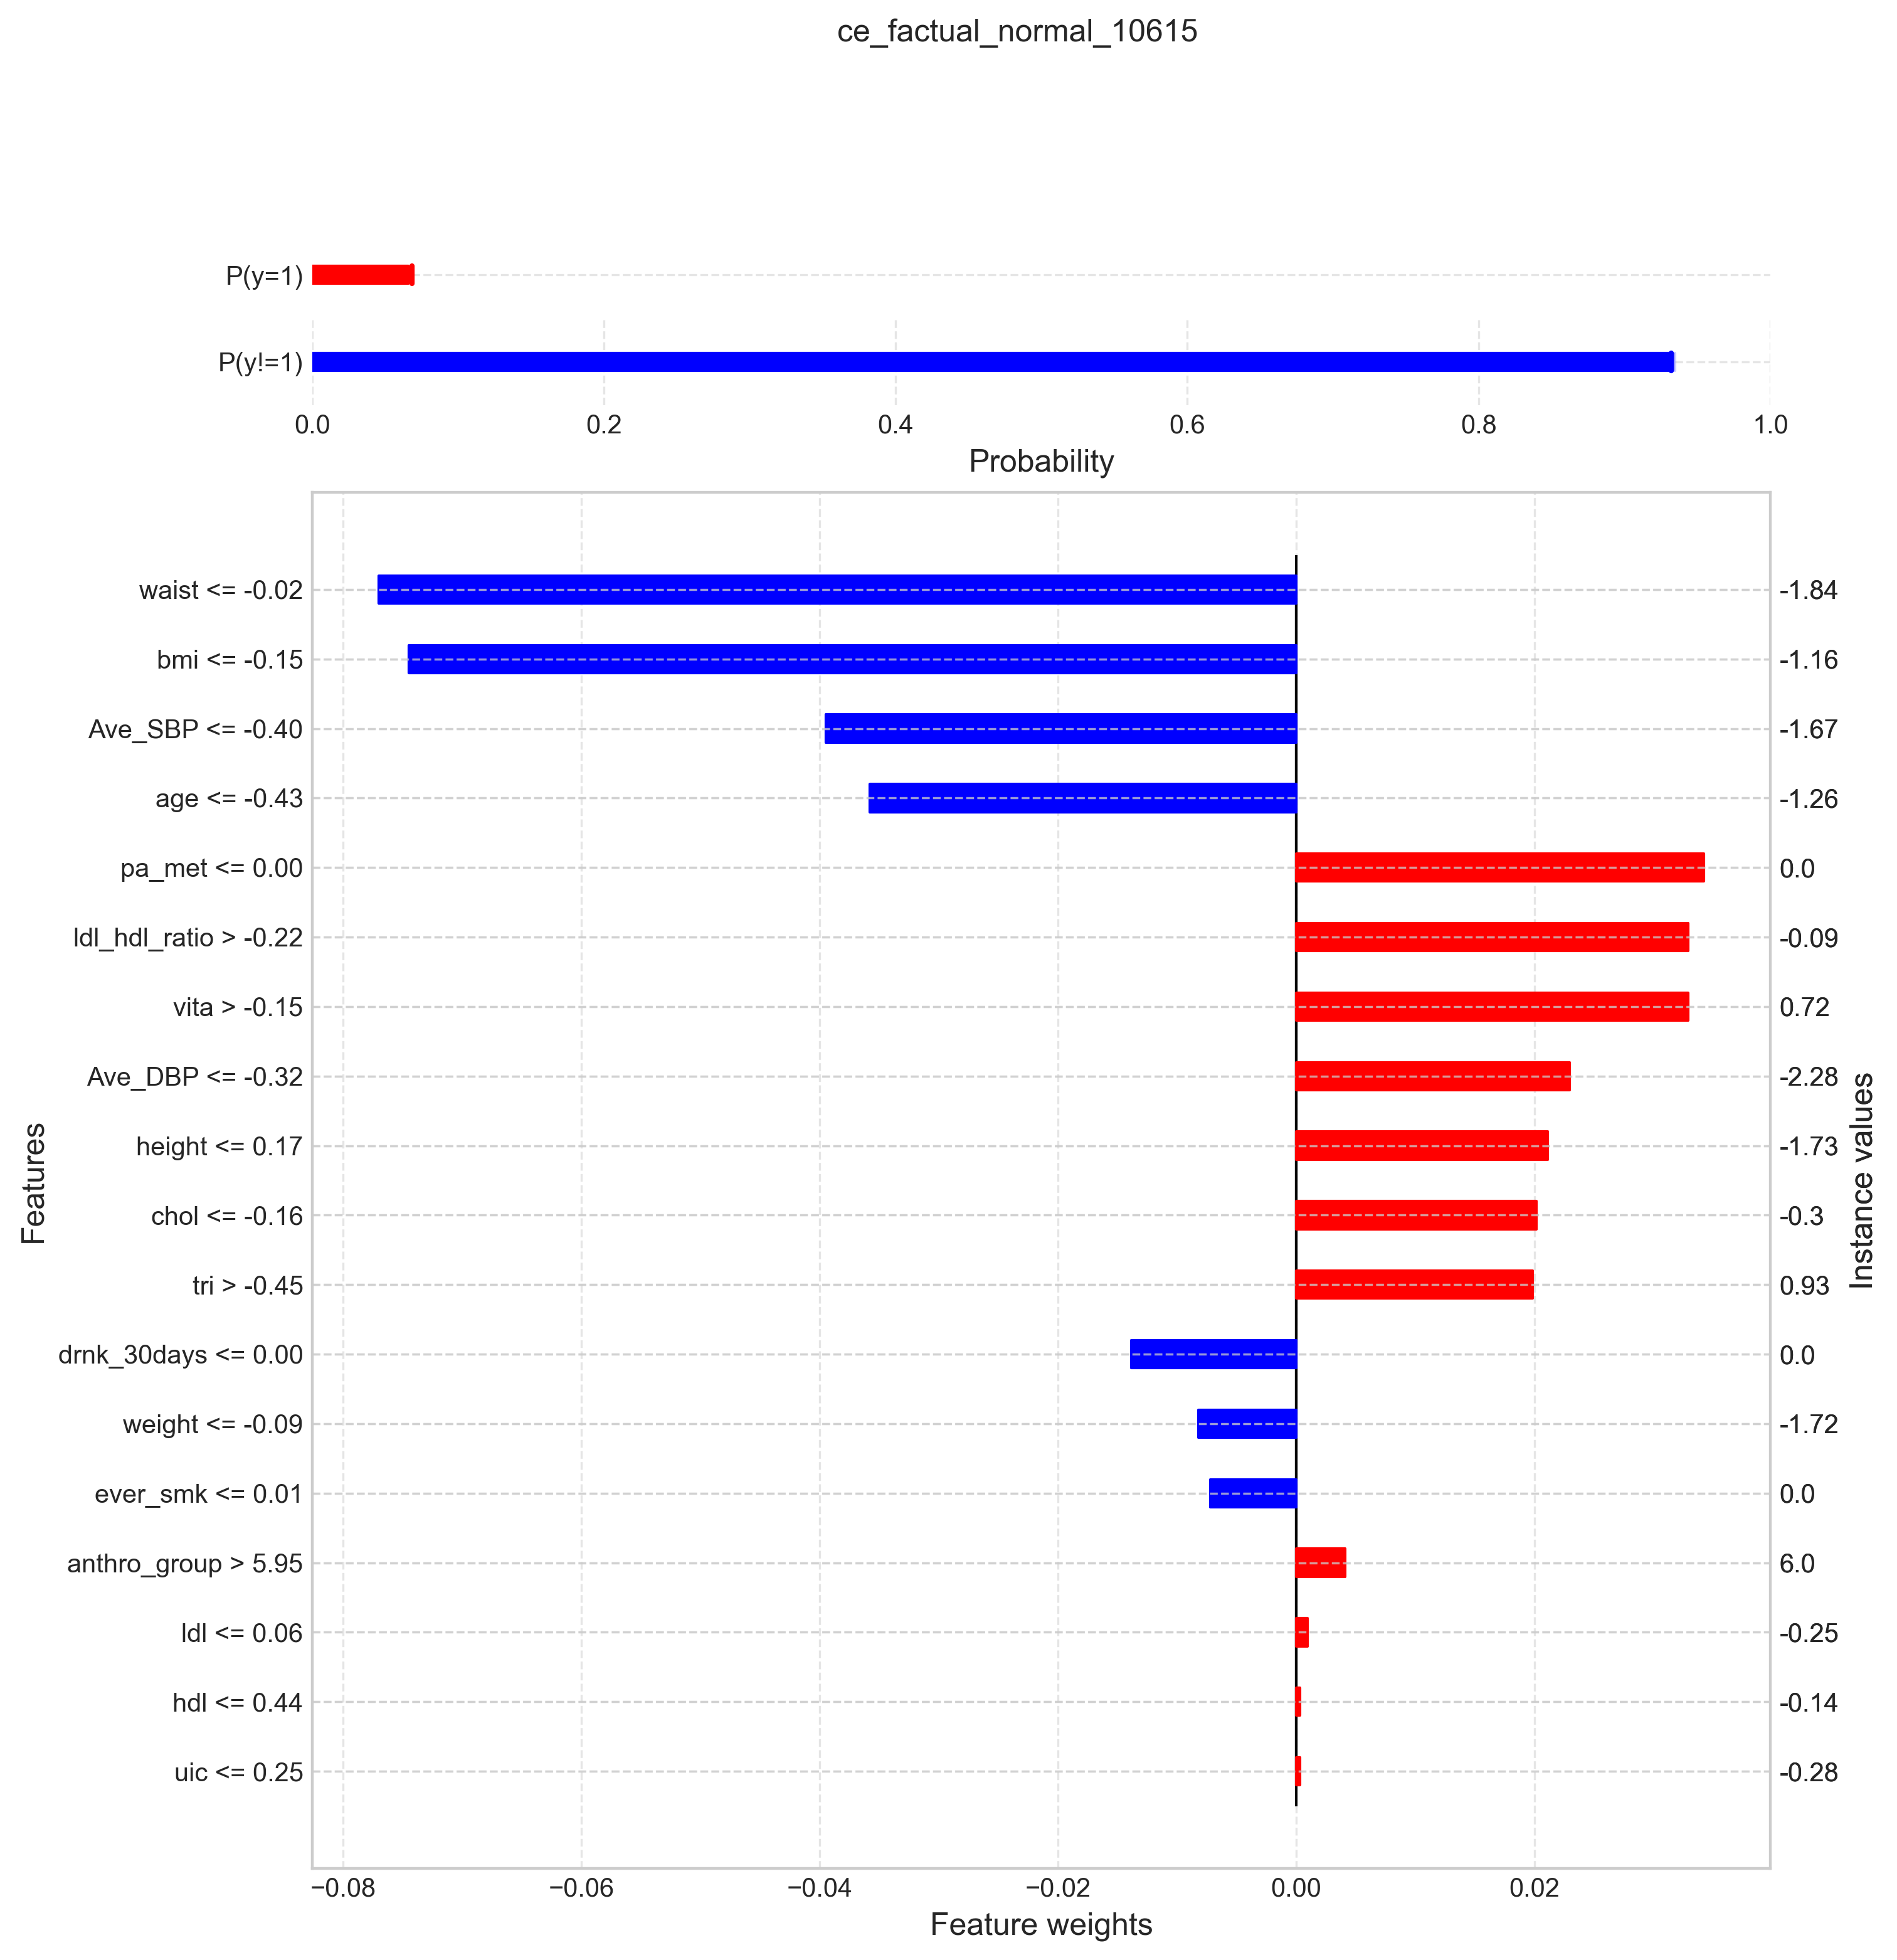 ce_factual_normal_10615
P(y=1)
P(y!=1)
0.0 0.2 0.4 0.6 0.8 1.0
Probability
waist <= -0.02 -1.84
bmi <= -0.15 -1.16
Ave_SBP <= -0.40 -1.67
age <= -0.43 -1.26
pa_met <= 0.00 0.0
ldl_hdl_ratio > -0.22 -0.09
vita > -0.15 0.72
Ave_DBP <= -0.32 -2.28
height <= 0.17 -1.73
chol <= -0.16 -0.3
tri > -0.45 0.93
drnk_30days <= 0.00 0.0
weight <= -0.09 -1.72
ever_smk <= 0.01 0.0
anthro_group > 5.95 6.0
ldl <= 0.06 -0.25
hdl <= 0.44 -0.14
uic <= 0.25 -0.28
Features
Instance values
−0.08 −0.06 −0.04 −0.02 0.00 0.02
Feature weights